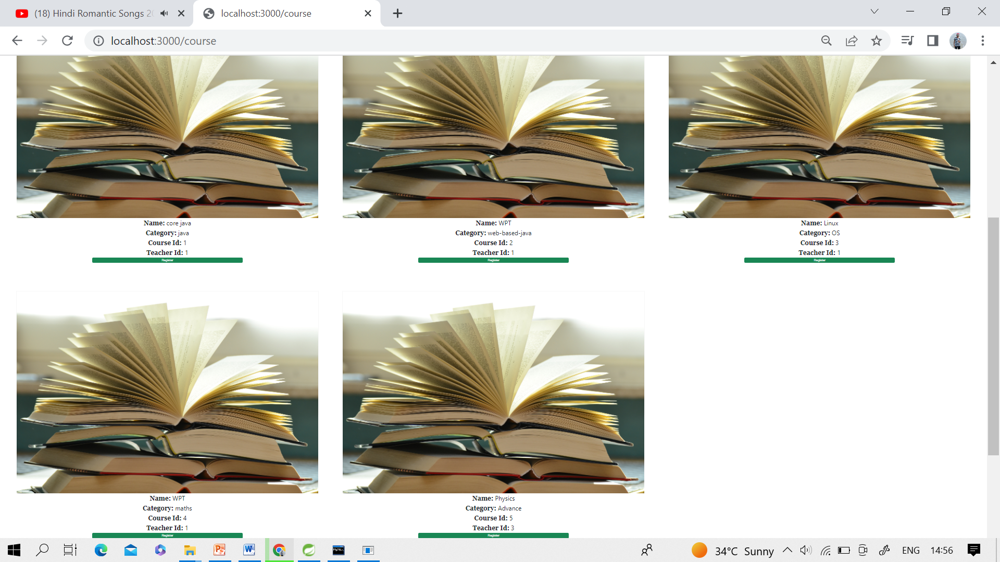 (18) Hindi Romantic Songs 20
localhost:3000/course
localhost:3000/course
Name: core java
Category: java
Course Id: 1
Teacher Id: 1
Register
Name: WPT
Category: web-based-java
Course Id: 2
Teacher Id: 1
Register
Name: Linux
Category: OS
Course Id: 3
Teacher Id: 1
Register
Name: WPT
Category: maths
Course Id: 4
Teacher Id: 1
Register
Name: Physics
Category: Advance
Course Id: 5
Teacher Id: 3
Register
34°C Sunny
ENG
14:56